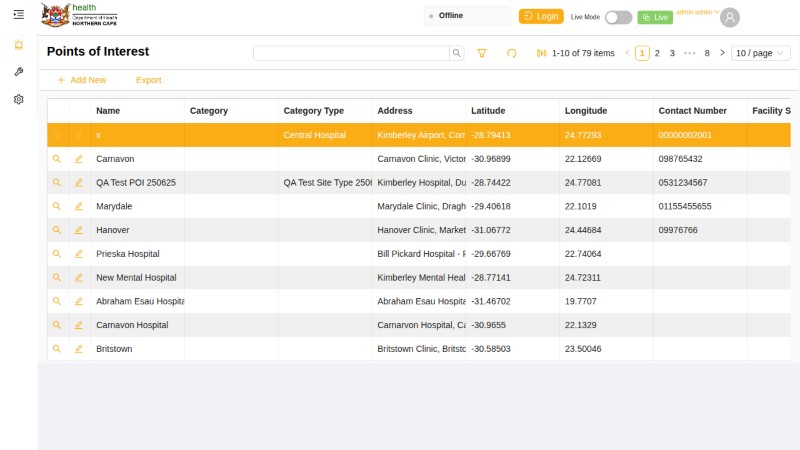 health
Department of Health
NORTHERN CAPE
Offline
Login
Live Mode
Live
admin admin
Points of Interest
1-10 of 79 items
1 2 3 ••• 8
10 / page
Add New
Export
Name Category Category Type Address Latitude Longitude Contact Number Facility S
x Central Hospital Kimberley Airport, Com -28.79413 24.77293 00000002001
Carnavon Carnavon Clinic, Victor -30.96899 22.12669 098765432
QA Test POI 250625 QA Test Site Type 2506 Kimberley Hospital, Du -28.74422 24.77081 0531234567
Marydale Marydale Clinic, Dragh -29.40618 22.1019 01155455655
Hanover Hanover Clinic, Market -31.06772 24.44684 09976766
Prieska Hospital Bill Pickard Hospital - F -29.66769 22.74064
New Mental Hospital Kimberley Mental Heal -28.77141 24.72311
Abraham Esau Hospita Abraham Esau Hospita -31.46702 19.7707
Carnavon Hospital Carnarvon Hospital, Ca -30.9655 22.1329
Britstown Britstown Clinic, Britsto -30.58503 23.50046